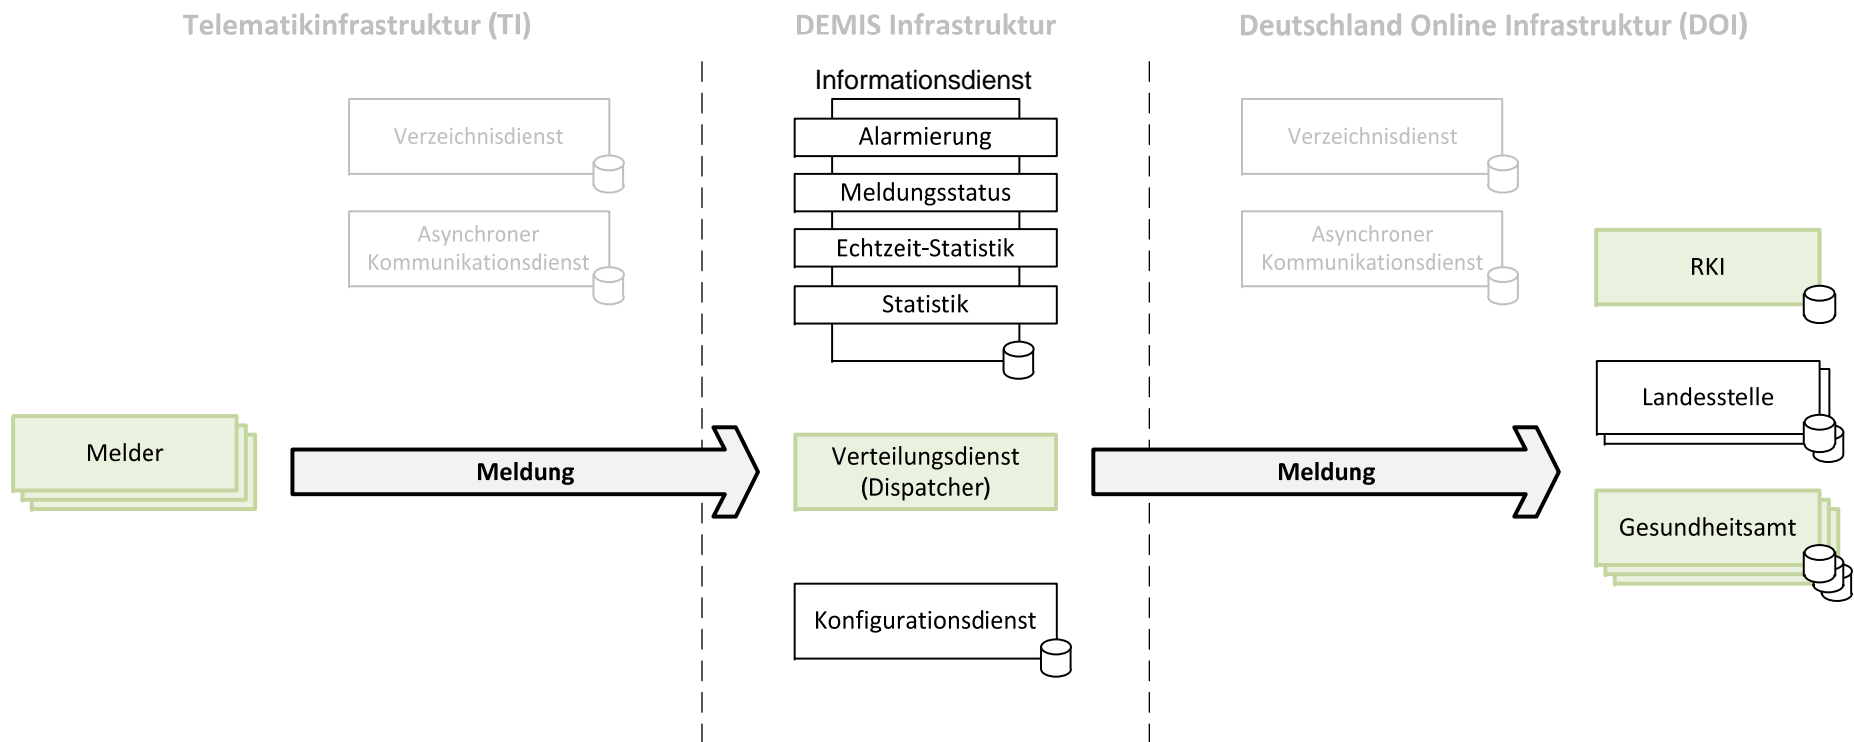 Telematikinfrastruktur (TI)
DEMIS Infrastruktur
Deutschland Online Infrastruktur (DOI)
Verzeichnisdienst
Asynchroner
Kommunikationsdienst
Melder
Meldung
Informationsdienst
Alarmierung
Meldungsstatus
Echtzeit-Statistik
Statistik
Verteilungsdienst
(Dispatcher)
Konfigurationsdienst
Meldung
Verzeichnisdienst
Asynchroner
Kommunikationsdienst
RKI
Landesstelle
Gesundheitsamt